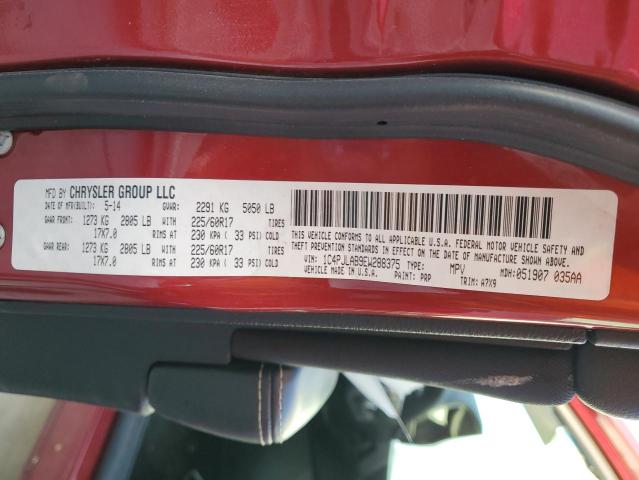 MFD BY CHRYSLER GROUP LLC
DATE OF MFR(BUILT): 5-14 GVWR: 2291 KG 5050 LB
GAWR FRONT: 1273 KG 2805 LB WITH 225/60R17 TIRES
17X7.0 RIMS AT 230 KPA ( 33 PSI) COLD
GAWR REAR: 1273 KG 2805 LB WITH 225/60R17 TIRES
17X7.0 RIMS AT 230 KPA ( 33 PSI) COLD
THIS VEHICLE CONFORMS TO ALL APPLICABLE U.S.A. FEDERAL MOTOR VEHICLE SAFETY AND
THEFT PREVENTION STANDARDS IN EFFECT ON THE DATE OF MANUFACTURE SHOWN ABOVE.
VIN: 1C4PJLAB9EW288375 TYPE: MPV MDH: 051907 035AA
PAINT: PRP TRIM: A7X9